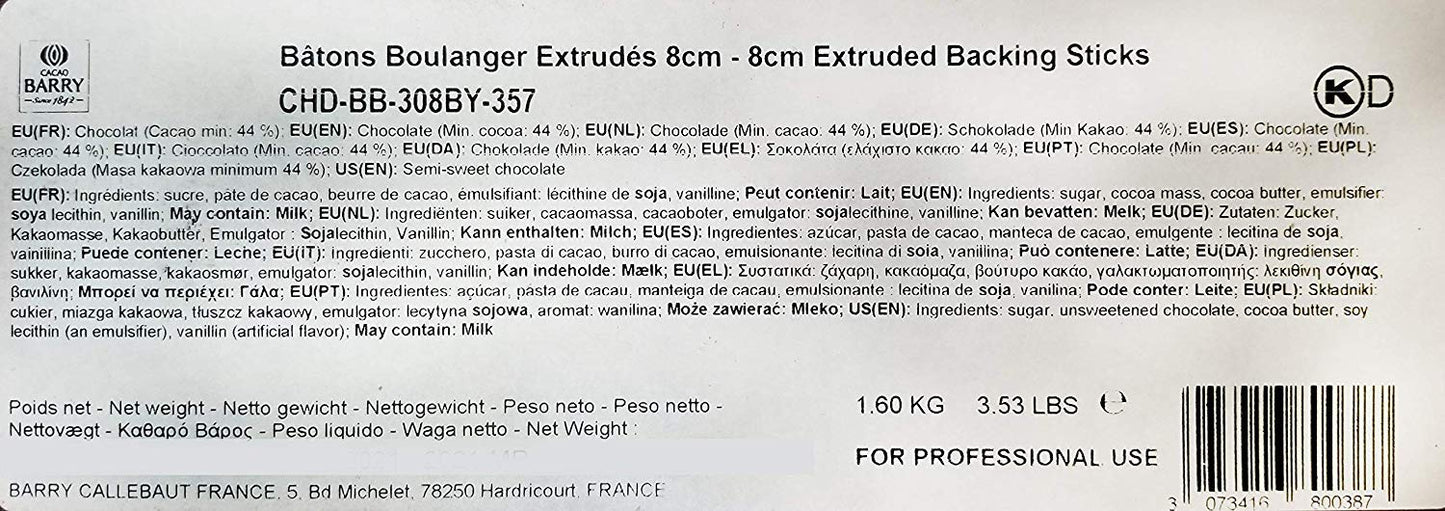 CACAO
BARRY
Since 1842
Bâtons Boulanger Extrudés 8cm - 8cm Extruded Backing Sticks
CHD-BB-308BY-357
K D
EU(FR): Chocolat (Cacao min: 44 %); EU(EN): Chocolate (Min. cocoa: 44 %); EU(NL): Chocolade (Min. cacao: 44 %); EU(DE): Schokolade (Min Kakao: 44 %); EU(ES): Chocolate (Min.
cacao: 44 %); EU(IT): Cioccolato (Min. cacao: 44 %); EU(DA): Chokolade (Min. kakao: 44 %); EU(EL): Σοκολάτα (ελάχιστο κακαο: 44 %); EU(PT): Chocolate (Min cacau: 44 %); EU(PL):
Czekolada (Masa kakaowa minimum 44 %); US(EN): Semi-sweet chocolate
EU(FR): Ingrédients: sucre, pâte de cacao, beurre de cacao, émulsifiant: lécithine de soja, vanilline; Peut contenir: Lait; EU(EN): Ingredients: sugar, cocoa mass, cocoa butter, emulsifier:
soya lecithin, vanillin; May contain: Milk; EU(NL): Ingrediënten: suiker, cacaomassa, cacaoboter, emulgator: sojalecithine, vanilline; Kan bevatten: Melk; EU(DE): Zutaten: Zucker,
Kakaomasse, Kakaobutter, Emulgator : Sojalecithin, Vanillin; Kann enthalten: Milch; EU(ES): Ingredientes: azúcar, pasta de cacao, manteca de cacao, emulgente : lecitina de soja,
vainillina; Puede contener: Leche; EU(IT): ingredienti: zucchero, pasta di cacao, burro di cacao, emulsionante: lecitina di soia, vanillina; Può contenere: Latte; EU(DA): Ingredienser:
sukker, kakaomasse, kakaosmør, emulgator: sojalecithin, vanillin; Kan indeholde: Mælk; EU(EL): Συστατικά: ζάχαρη, κακαόμαζα, βούτυρο κακάο, γαλακτωματοποιητής: λεκιθίνη σόγιας,
βανιλίνη; Μπορεί να περιέχει: Γάλα; EU(PT): Ingredientes: açúcar, pasta de cacau, manteiga de cacau, emulsionante : lecitina de soja, vanilina; Pode conter: Leite; EU(PL): Składniki:
cukier, miazga kakaowa, tłuszcz kakaowy, emulgator: lecytyna sojowa, aromat: wanilina; Może zawierać: Mleko; US(EN): Ingredients: sugar, unsweetened chocolate, cocoa butter, soy
lecithin (an emulsifier), vanillin (artificial flavor); May contain: Milk
Poids net - Net weight - Netto gewicht - Nettogewicht - Peso neto - Peso netto -
Nettovægt - Καθαρό Βάρος - Peso liquido - Waga netto - Net Weight :
1.60 KG 3.53 LBS ℮
FOR PROFESSIONAL USE
BARRY CALLEBAUT FRANCE, 5, Bd Michelet, 78250 Hardricourt, FRANCE
3 073416 800387